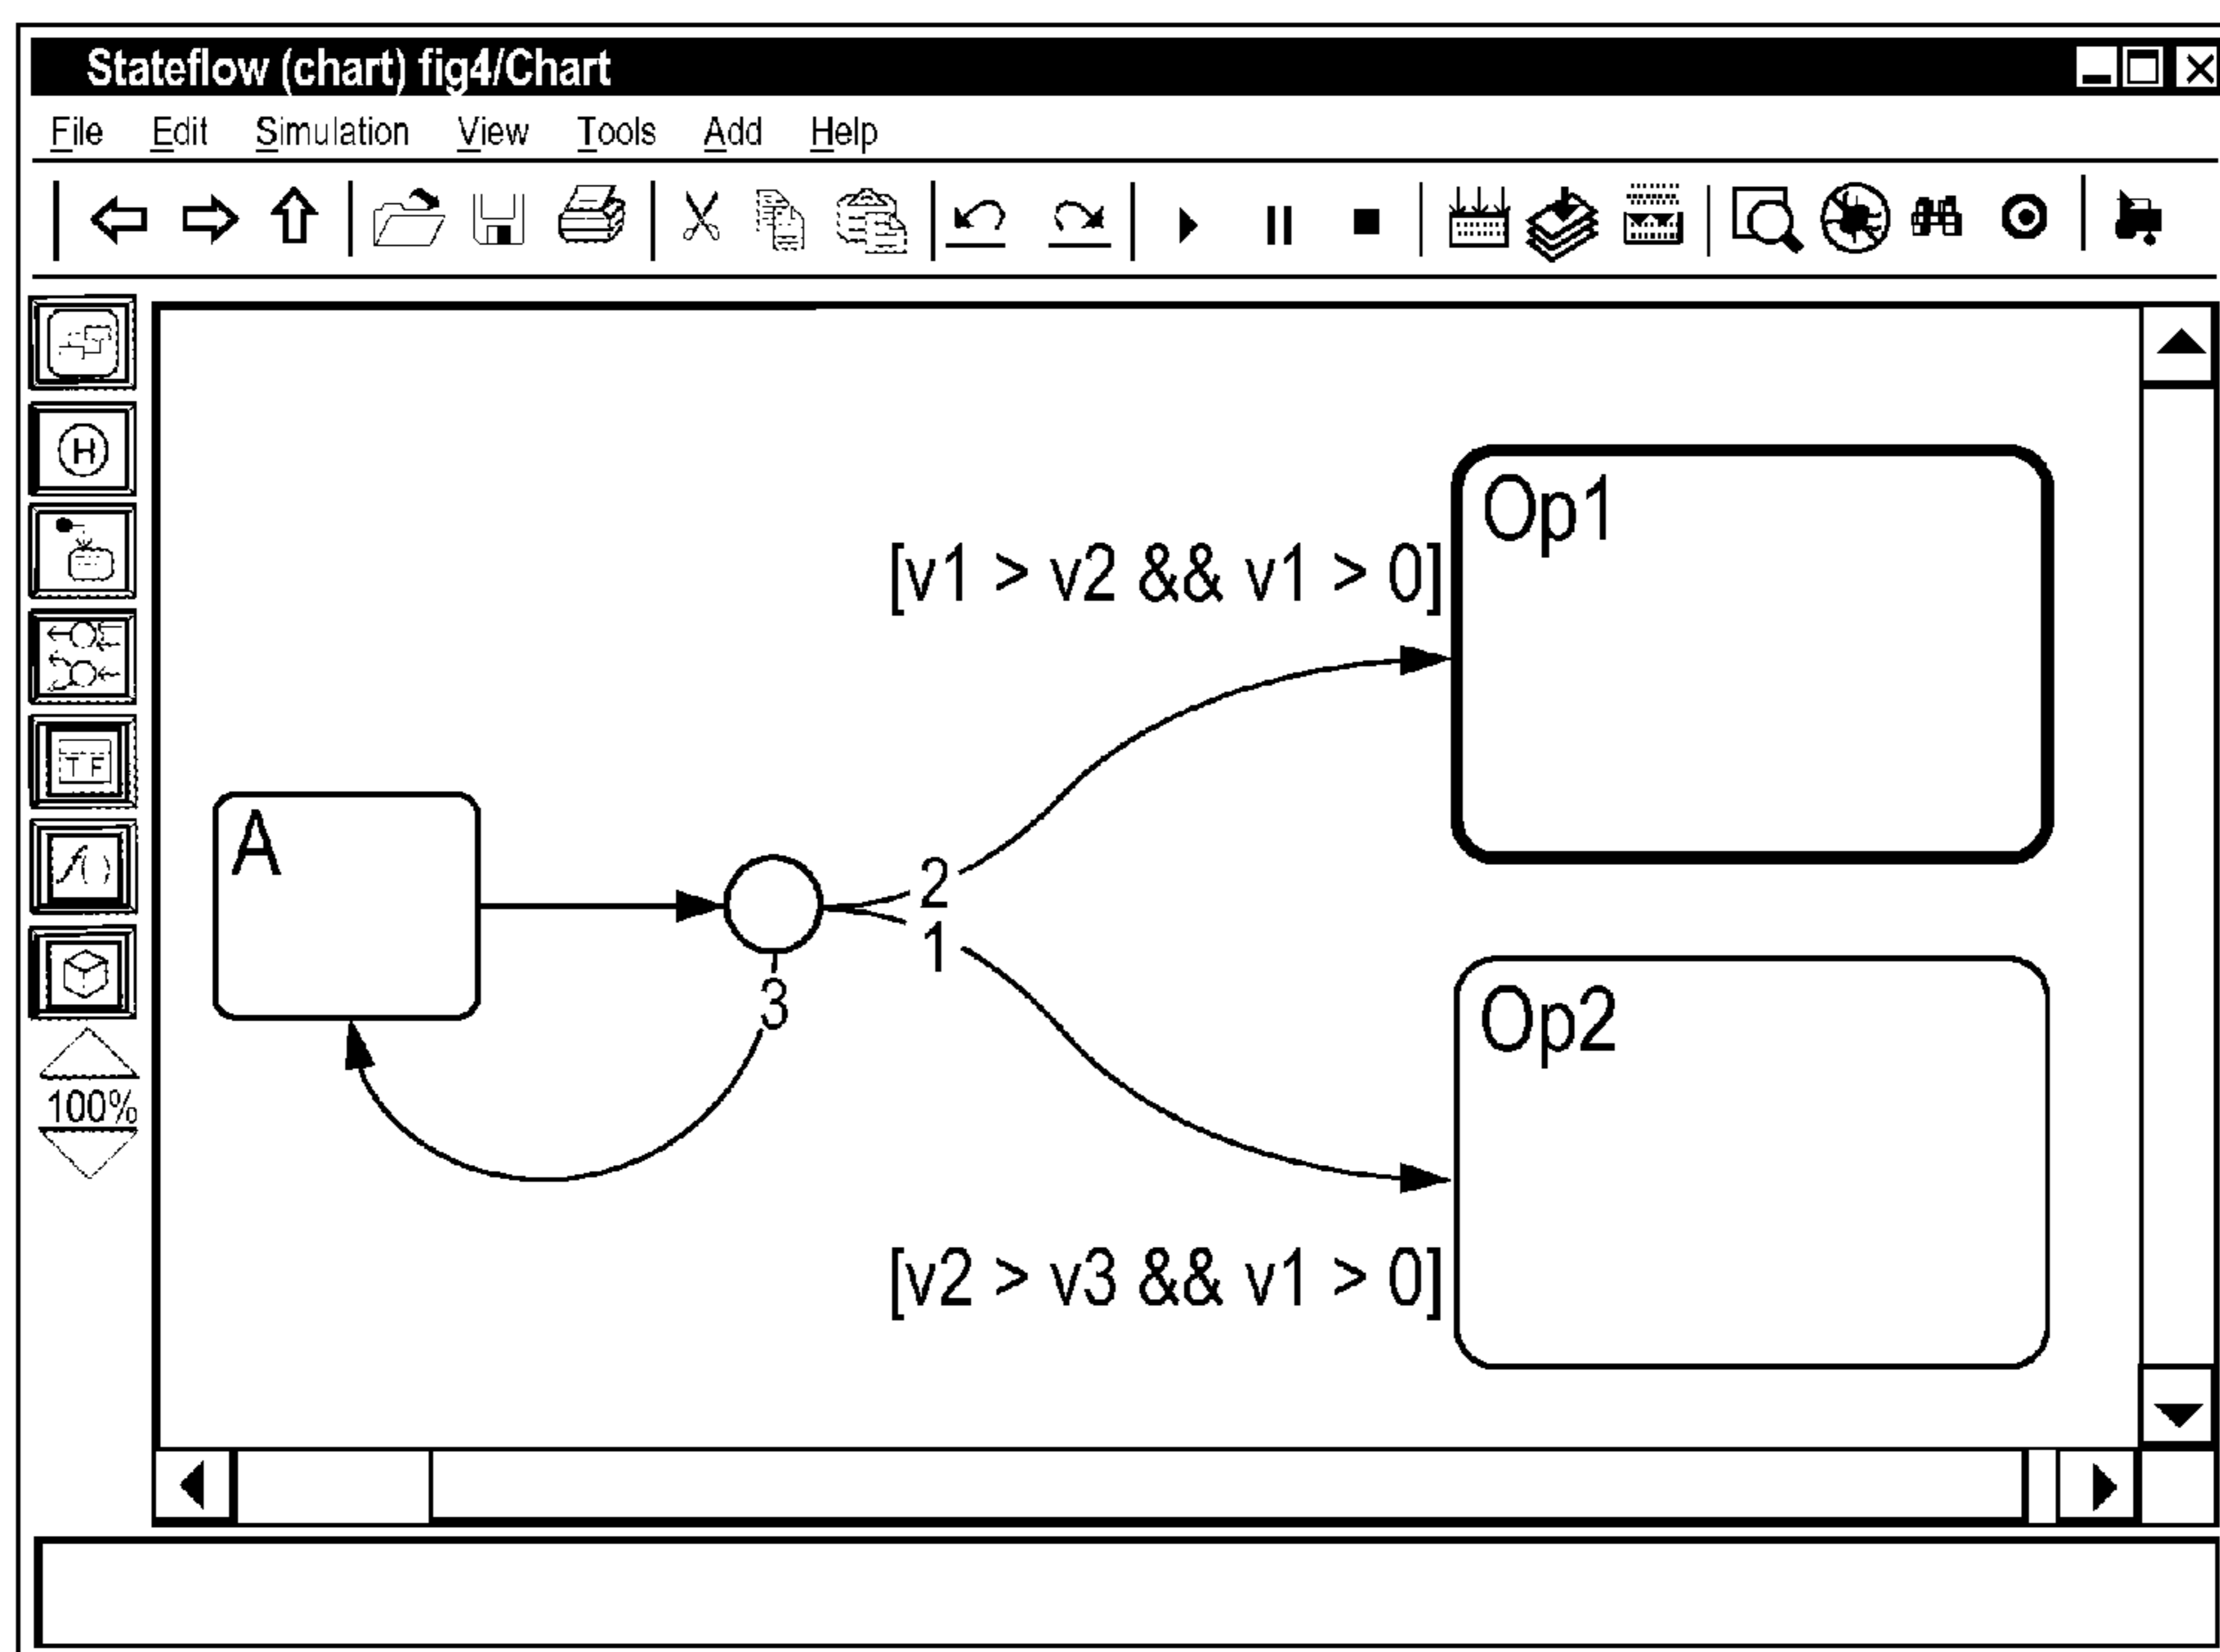 Stateflow (chart) fig4/Chart
File Edit Simulation View Tools Add Help
H
T F
f()
100%
Op1
[v1 > v2 && v1 > 0]
A
2
1
3
Op2
[v2 > v3 && v1 > 0]